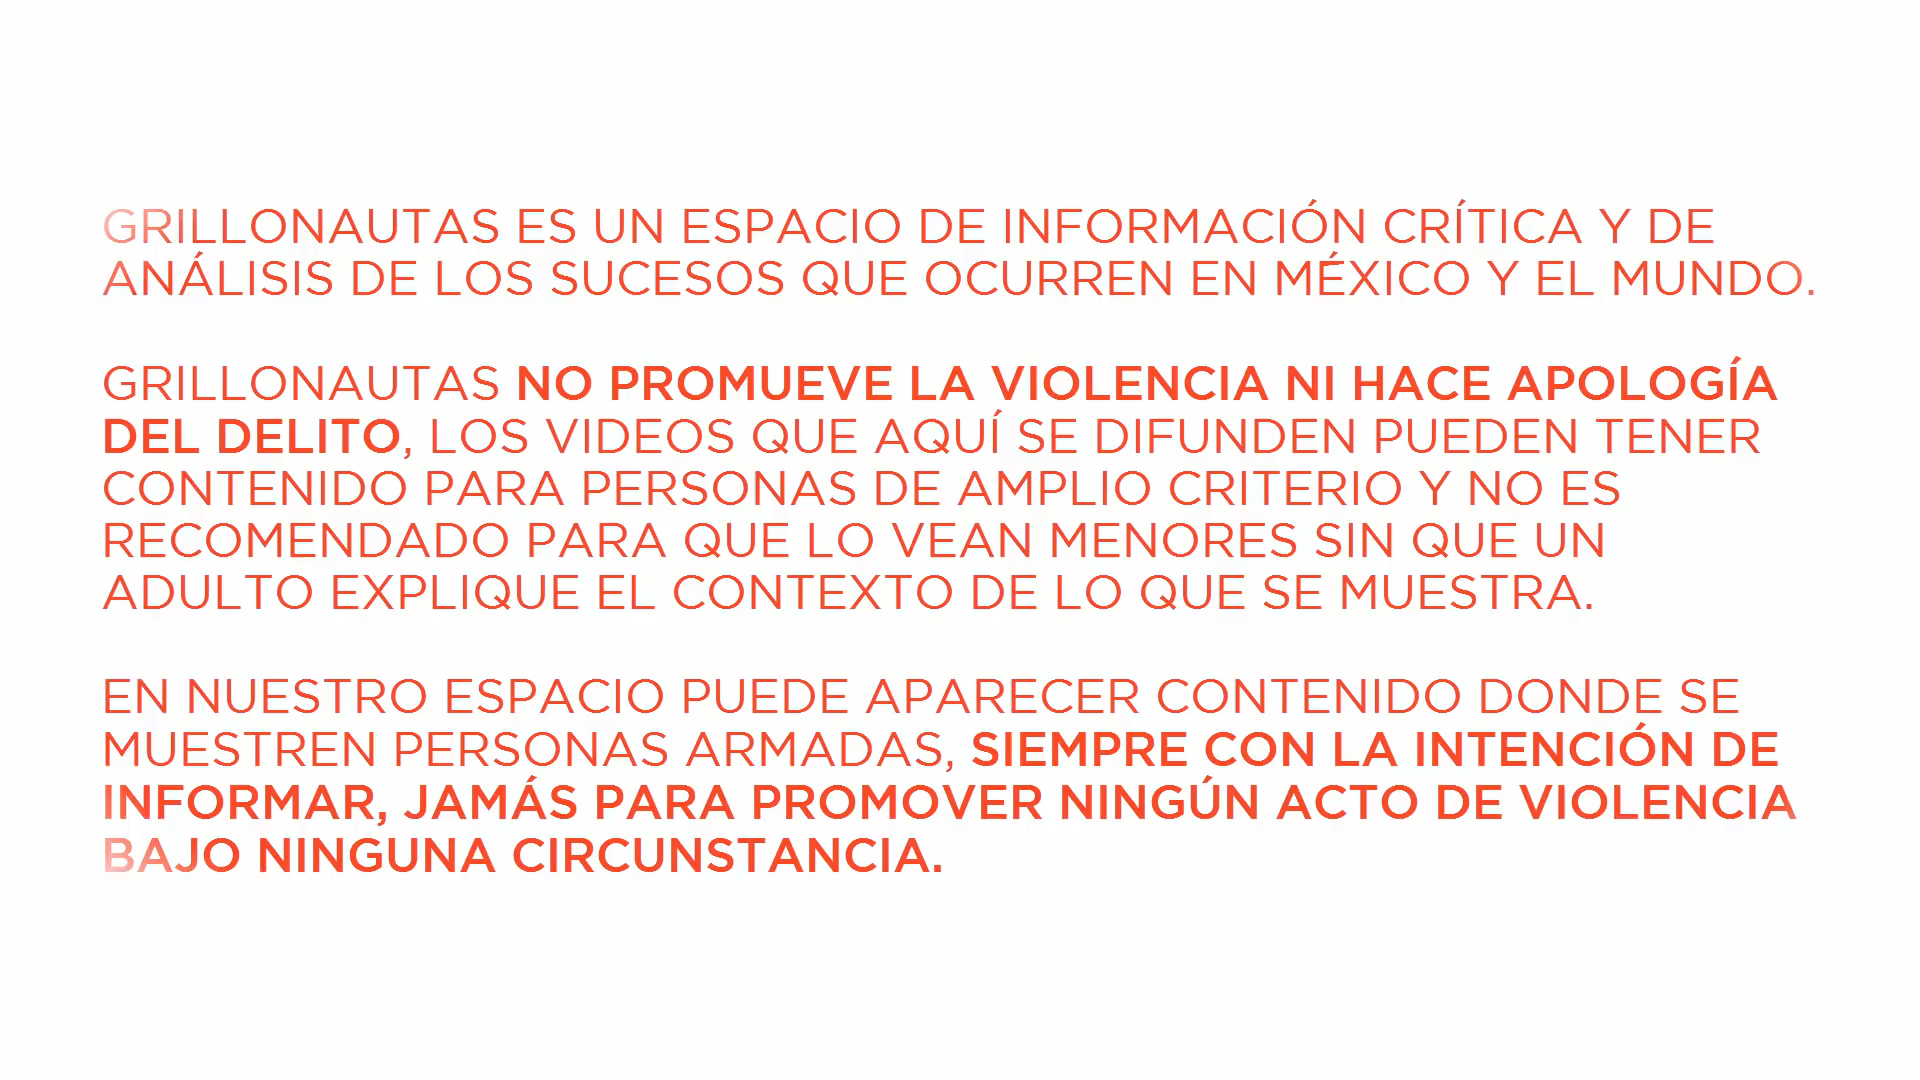 GRILLONAUTAS ES UN ESPACIO DE INFORMACIÓN CRÍTICA Y DE
ANÁLISIS DE LOS SUCESOS QUE OCURREN EN MÉXICO Y EL MUNDO.
GRILLONAUTAS NO PROMUEVE LA VIOLENCIA NI HACE APOLOGÍA
DEL DELITO, LOS VIDEOS QUE AQUÍ SE DIFUNDEN PUEDEN TENER
CONTENIDO PARA PERSONAS DE AMPLIO CRITERIO Y NO ES
RECOMENDADO PARA QUE LO VEAN MENORES SIN QUE UN
ADULTO EXPLIQUE EL CONTEXTO DE LO QUE SE MUESTRA.
EN NUESTRO ESPACIO PUEDE APARECER CONTENIDO DONDE SE
MUESTREN PERSONAS ARMADAS, SIEMPRE CON LA INTENCIÓN DE
INFORMAR, JAMÁS PARA PROMOVER NINGÚN ACTO DE VIOLENCIA
BAJO NINGUNA CIRCUNSTANCIA.